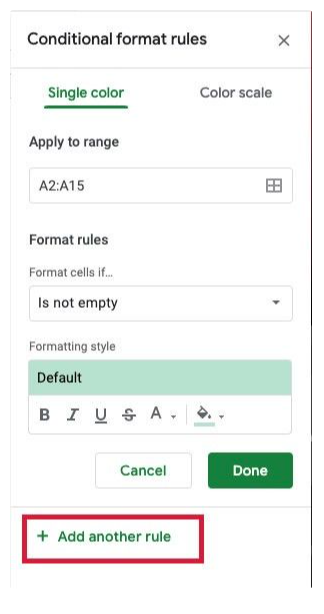 Conditional format rules
Single color Color scale
Apply to range
A2:A15
Format rules
Format cells if...
Is not empty
Formatting style
Default
B I U S A
Cancel Done
+ Add another rule